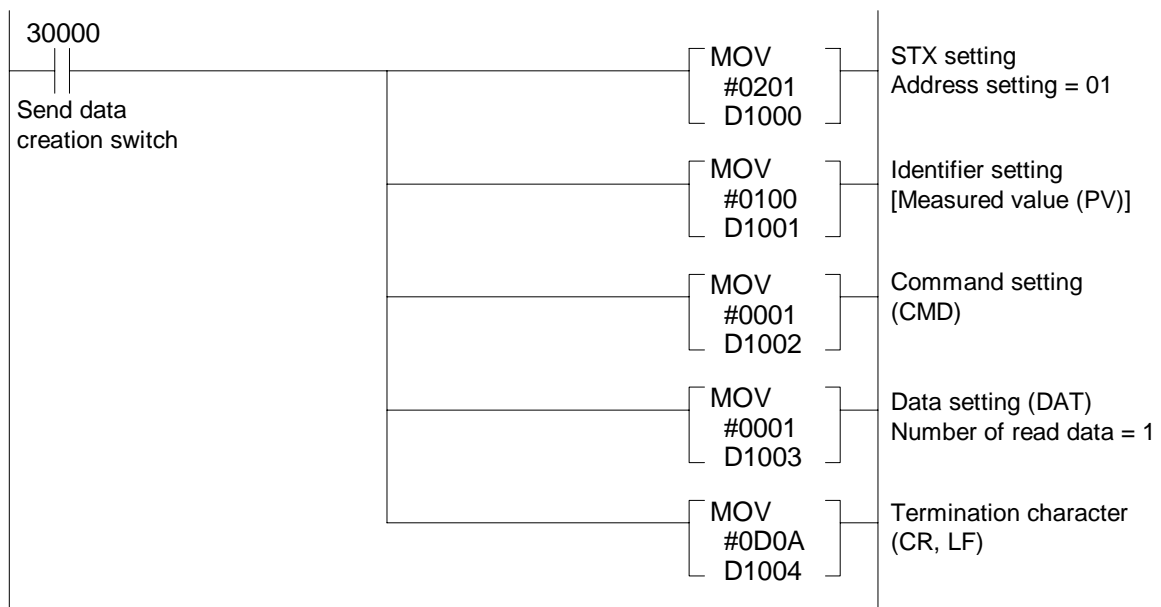 30000
Send data
creation switch
MOV
#0201
D1000
STX setting
Address setting = 01
MOV
#0100
D1001
Identifier setting
[Measured value (PV)]
MOV
#0001
D1002
Command setting
(CMD)
MOV
#0001
D1003
Data setting (DAT)
Number of read data = 1
MOV
#0D0A
D1004
Termination character
(CR, LF)